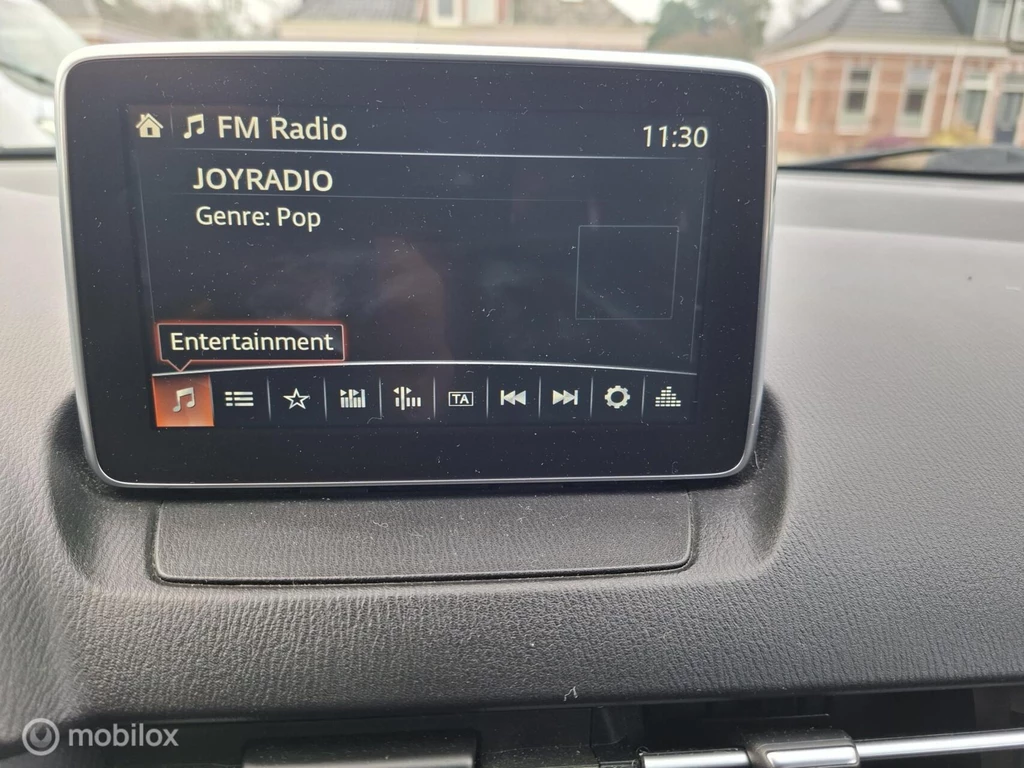 FM Radio 11:30
JOYRADIO
Genre: Pop
Entertainment
TA
mobilox